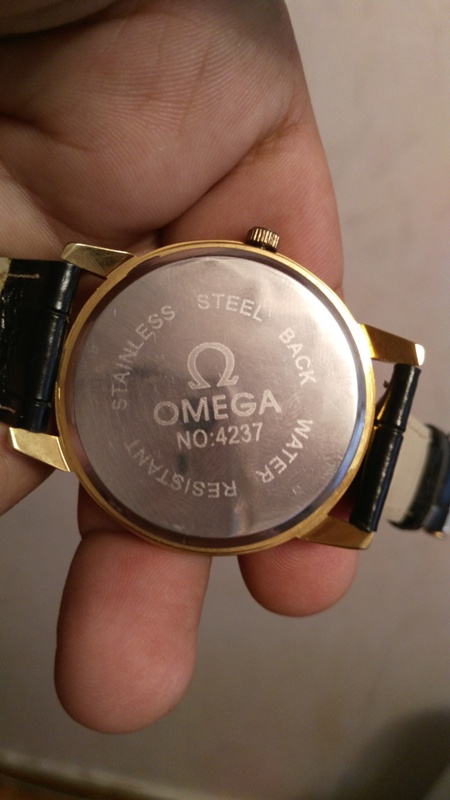 STAINLESS STEEL BACK
Ω
OMEGA
NO:4237
WATER RESISTANT